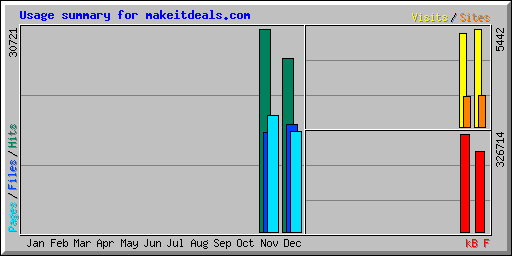 Usage summary for makeitdeals.com
Visits / Sites
30721
5442
Pages / Files / Hits
326714
Jan Feb Mar Apr May Jun Jul Aug Sep Oct Nov Dec
kB F